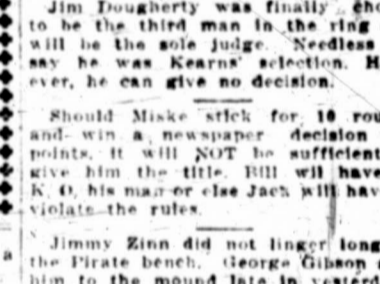 Jim Dougherty was finally cho
to be the third man in the ring
will be the sole judge. Needless
say he was Kearns' selection. H
ever, he can give no decision.
Should Miske stick for 10 rou
and win a newspaper decision
points, it will NOT be sufficient
give him the title. Bill will have
K. O. his man or else Jack will hav
violate the rules.
Jimmy Zinn did not linger long
the Pirate bench. George Gibson
him to the mound late in yesterd
a